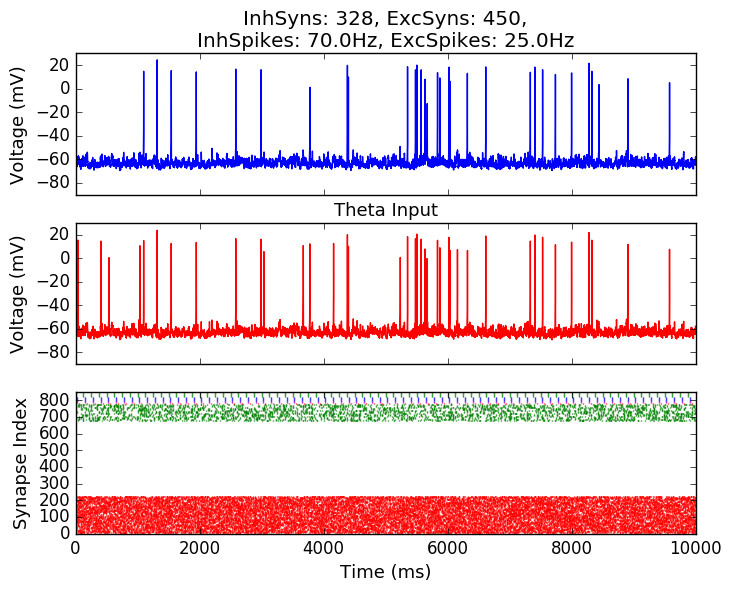 InhSyns: 328, ExcSyns: 450,
InhSpikes: 70.0Hz, ExcSpikes: 25.0Hz
Voltage (mV)
20
0
−20
−40
−60
−80
Theta Input
Voltage (mV)
20
0
−20
−40
−60
−80
Synapse Index
800
700
600
500
400
300
200
100
0
0 2000 4000 6000 8000 10000
Time (ms)